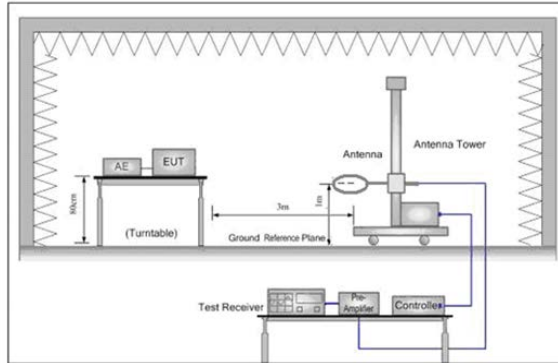 Antenna Tower
Antenna
EUT
AE
80cm
3m
1m
(Turntable)
Ground Reference Plane
Test Receiver
Pre-
Amplifier
Controller